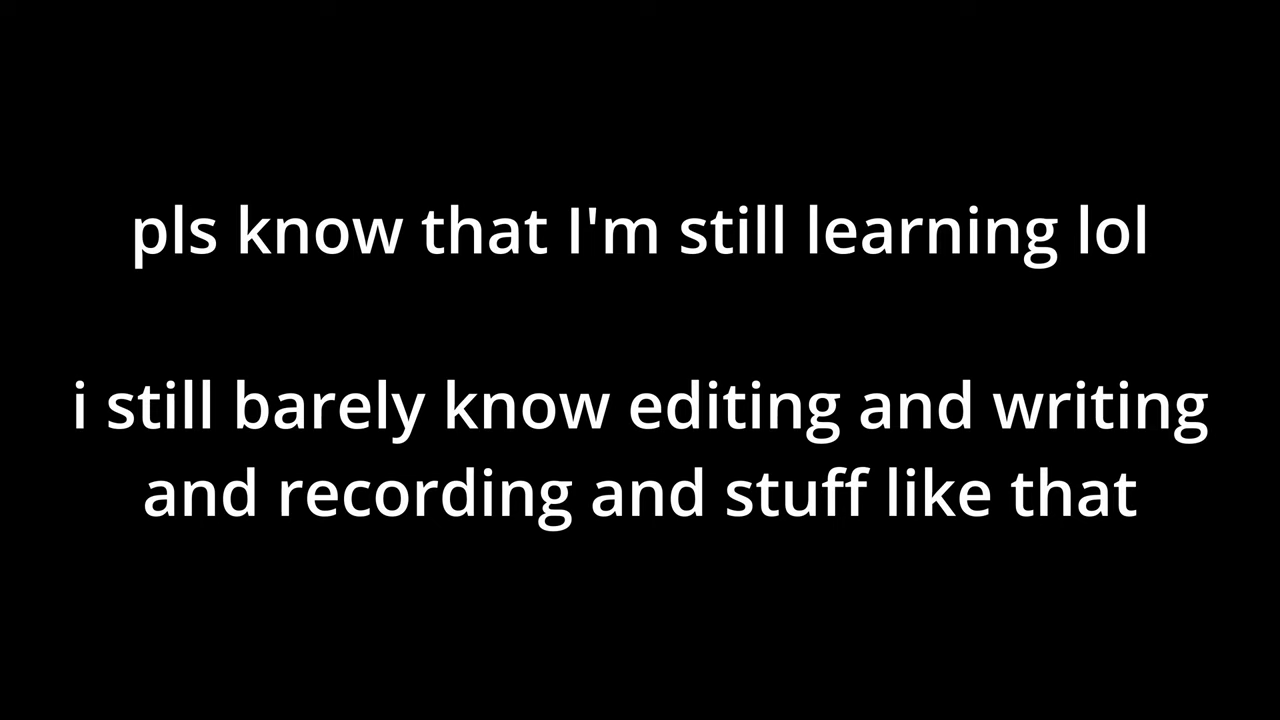 pls know that I'm still learning lol
i still barely know editing and writing
and recording and stuff like that